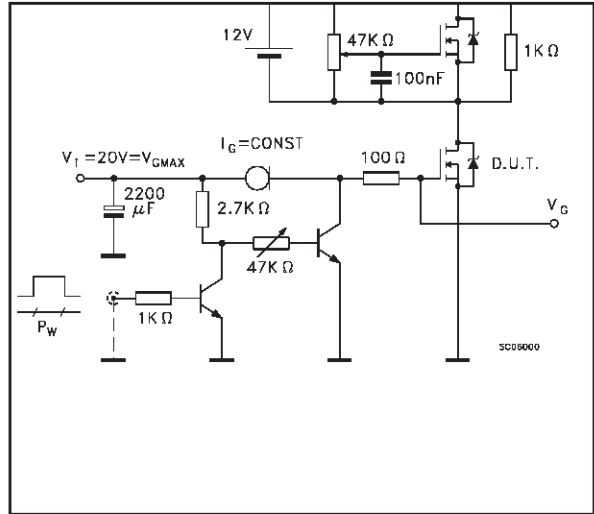 12V
47KΩ
1KΩ
100nF
I_G=CONST
V_I =20V=V_GMAX
100Ω
D.U.T.
2200
μF
2.7KΩ
V_G
47KΩ
1KΩ
P_W
SC06000